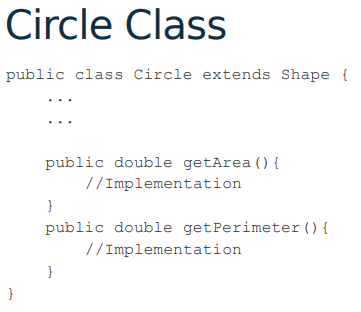 Circle Class
public class Circle extends Shape {
    ...
    ...
    public double getArea(){
        //Implementation
    }
    public double getPerimeter(){
        //Implementation
    }
}